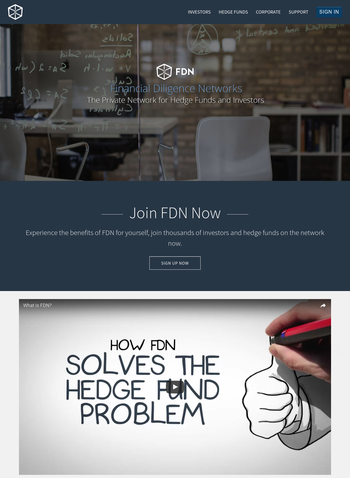 INVESTORS HEDGE FUNDS CORPORATE SUPPORT SIGN IN
FDN
Financial Diligence Networks
The Private Network for Hedge Funds and Investors
Join FDN Now
Experience the benefits of FDN for yourself, join thousands of investors and hedge funds on the network
now.
SIGN UP NOW
What is FDN?
HOW FDN
SOLVES THE
HEDGE FUND
PROBLEM